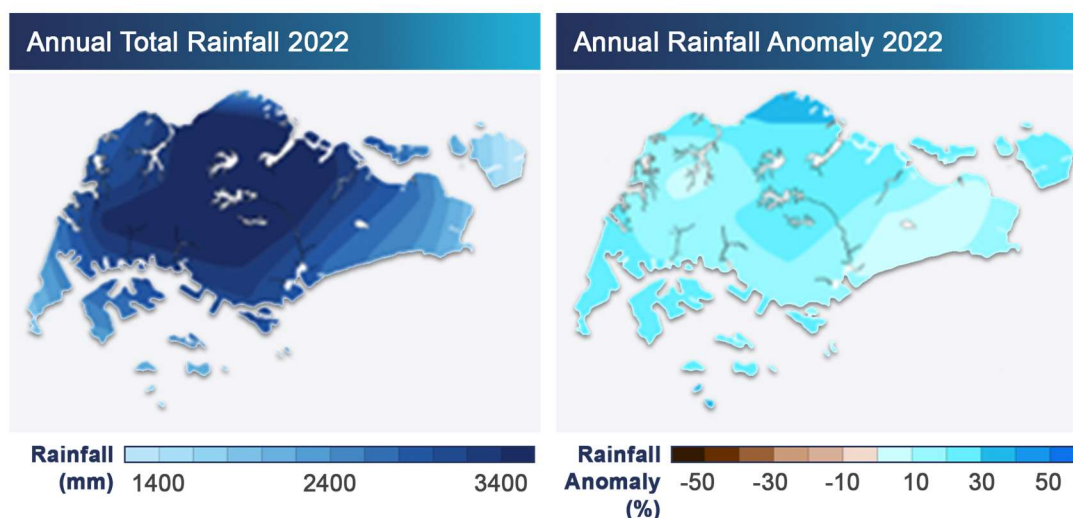 Annual Total Rainfall 2022
Annual Rainfall Anomaly 2022
Rainfall
(mm)
1400 2400 3400
Rainfall
Anomaly
(%)
-50 -30 -10 10 30 50